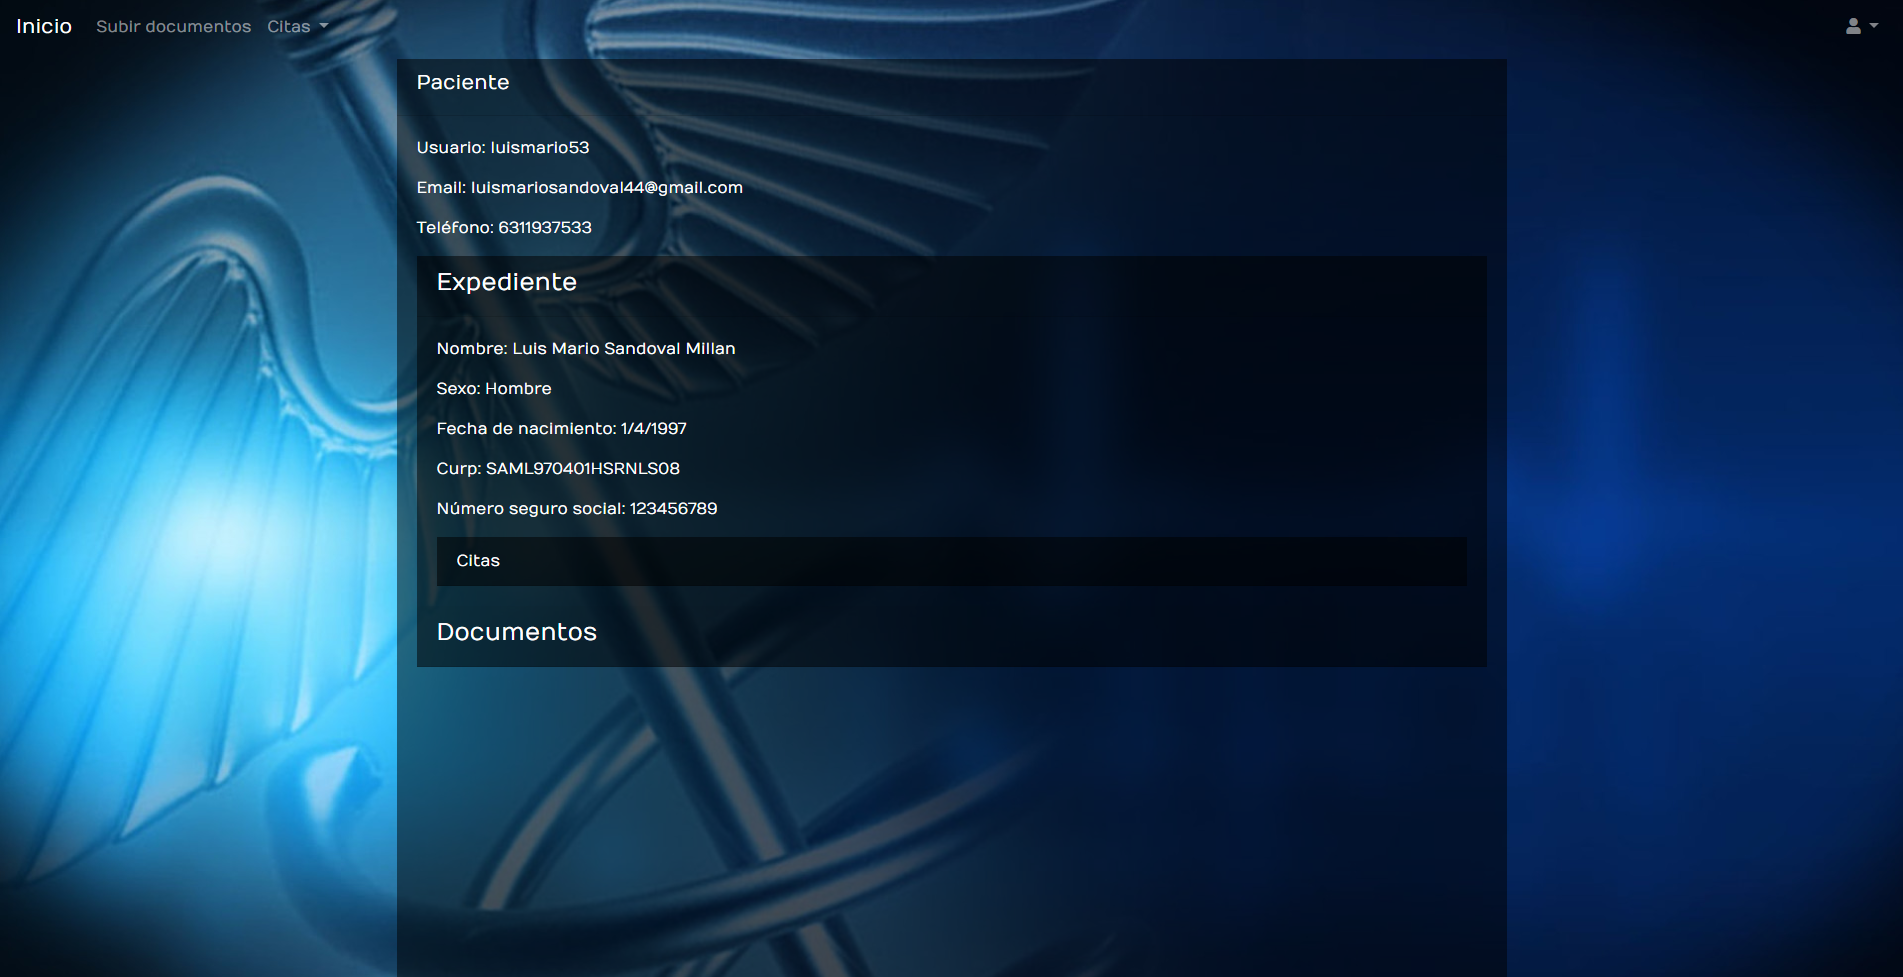 Inicio Subir documentos Citas
Paciente
Usuario: luismario53
Email: luismariosandoval44@gmail.com
Teléfono: 6311937533
Expediente
Nombre: Luis Mario Sandoval Millan
Sexo: Hombre
Fecha de nacimiento: 1/4/1997
Curp: SAML970401HSRNLS08
Número seguro social: 123456789
Citas
Documentos